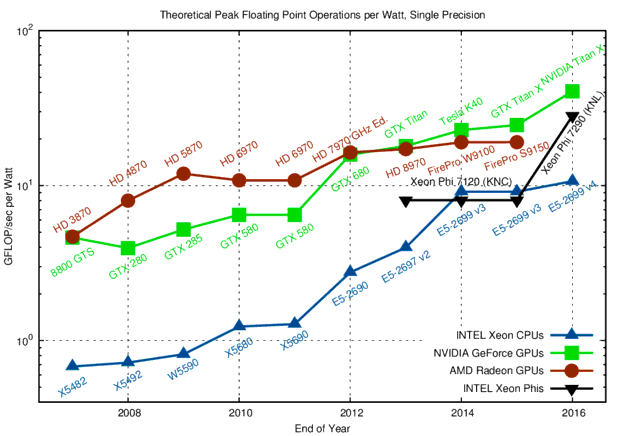 Theoretical Peak Floating Point Operations per Watt, Single Precision
GFLOP/sec per Watt
10^2
10^1
10^0
HD 3870
HD 4870
HD 5870
HD 6970
HD 6970
HD 7970 GHz Ed.
HD 8970
FirePro W9100
FirePro S9150
8800 GTS
GTX 280
GTX 285
GTX 580
GTX 580
GTX 680
GTX Titan
Tesla K40
GTX Titan X
NVIDIA Titan X
Xeon Phi 7120 (KNC)
Xeon Phi 7290 (KNL)
X5482
X5492
W5590
X5680
X5690
E5-2690
E5-2697 v2
E5-2699 v3
E5-2699 v3
E5-2699 v4
INTEL Xeon CPUs
NVIDIA GeForce GPUs
AMD Radeon GPUs
INTEL Xeon Phis
2008
2010
2012
2014
2016
End of Year